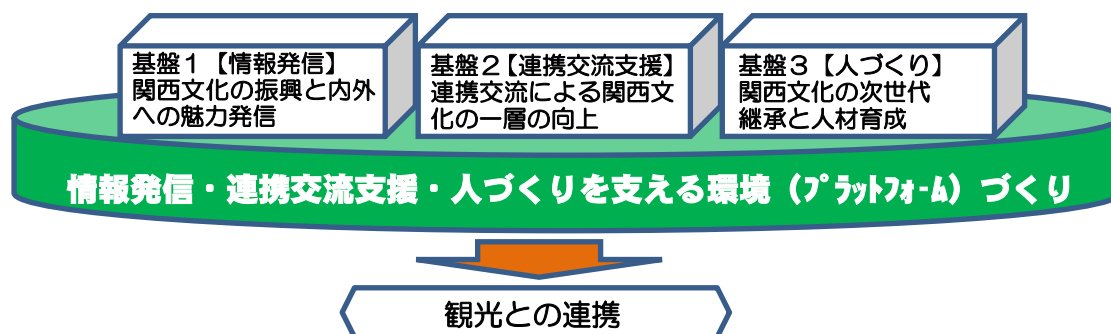 基盤1【情報発信】
関西文化の振興と内外
への魅力発信
基盤2【連携交流支援】
連携交流による関西文
化の一層の向上
基盤3【人づくり】
関西文化の次世代
継承と人材育成
情報発信・連携交流支援・人づくりを支える環境(ﾌﾟﾗｯﾄﾌｫｰﾑ)づくり
観光との連携